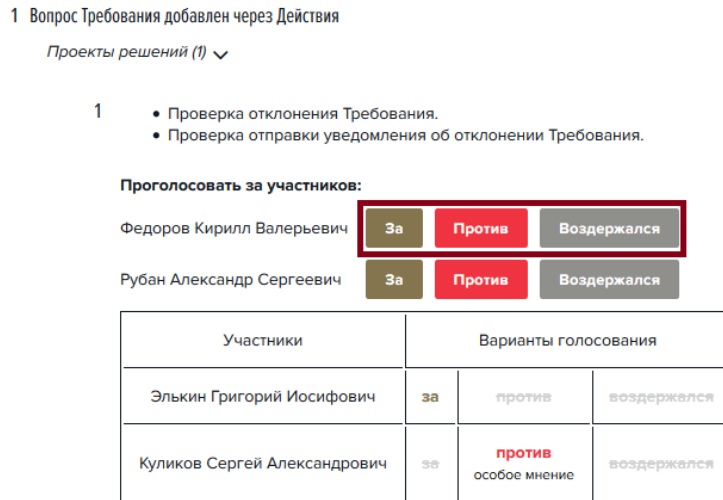 1 Вопрос Требования добавлен через Действия
Проекты решений (1)
1 • Проверка отклонения Требования.
• Проверка отправки уведомления об отклонении Требования.
Проголосовать за участников:
Федоров Кирилл Валерьевич За Против Воздержался
Рубан Александр Сергеевич За Против Воздержался
Участники Варианты голосования
Элькин Григорий Иосифович за против воздержался
Куликов Сергей Александрович за против воздержался
особое мнение